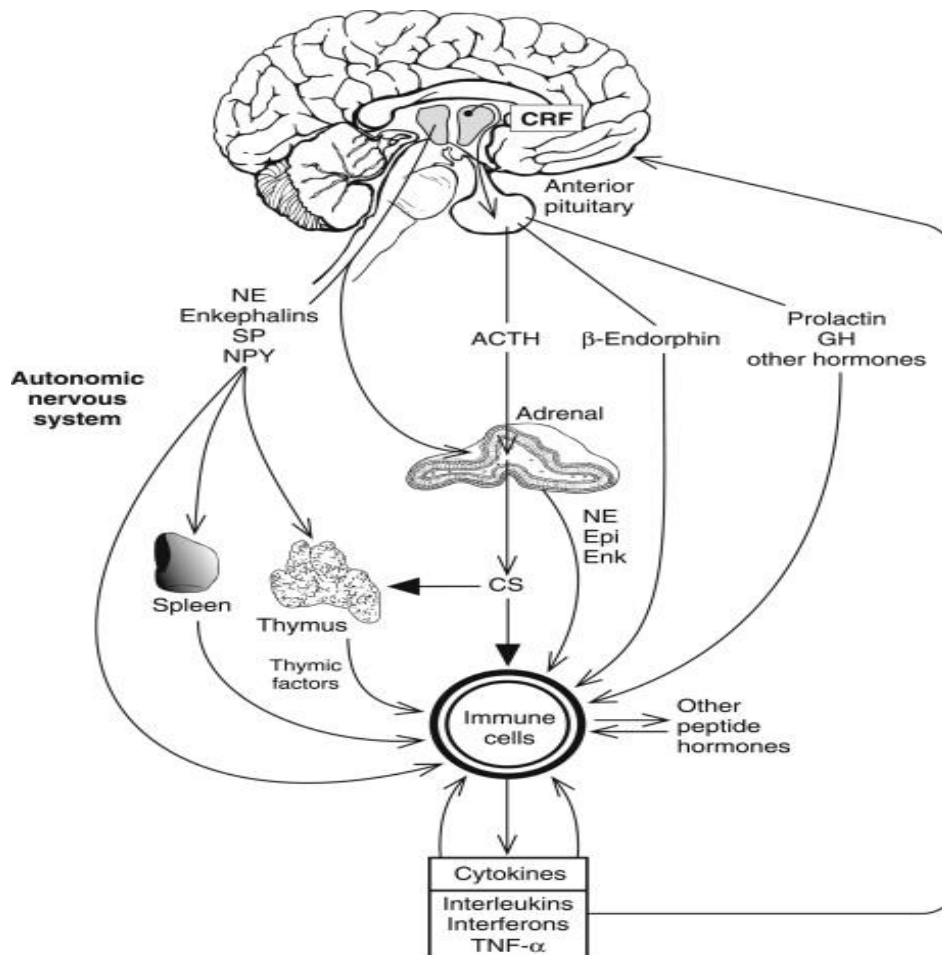 CRF
Anterior
pituitary
NE
Enkephalins
SP
NPY
Autonomic
nervous
system
ACTH
β-Endorphin
Prolactin
GH
other hormones
Adrenal
NE
Epi
Enk
CS
Spleen
Thymus
Thymic
factors
Immune
cells
Other
peptide
hormones
Cytokines
Interleukins
Interferons
TNF-α